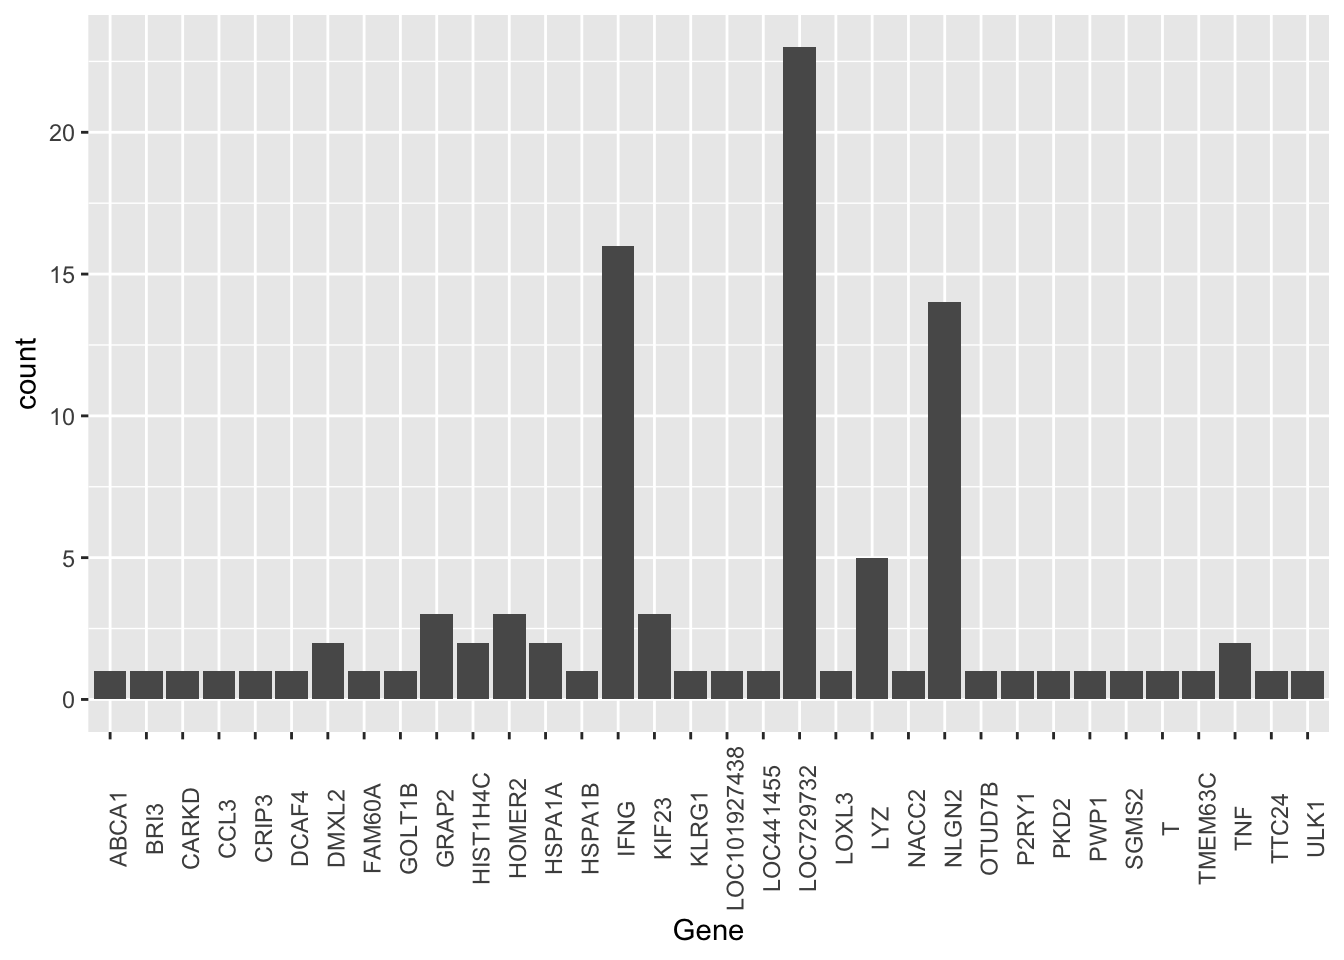 20
15
10
5
0
count
ABCA1
BRI3
CARKD
CCL3
CRIP3
DCAF4
DMXL2
FAM60A
GOLT1B
GRAP2
HIST1H4C
HOMER2
HSPA1A
HSPA1B
IFNG
KIF23
KLRG1
LOC101927438
LOC441455
LOC729732
LOXL3
LYZ
NACC2
NLGN2
OTUD7B
P2RY1
PKD2
PWP1
SGMS2
T
TMEM63C
TNF
TTC24
ULK1
Gene